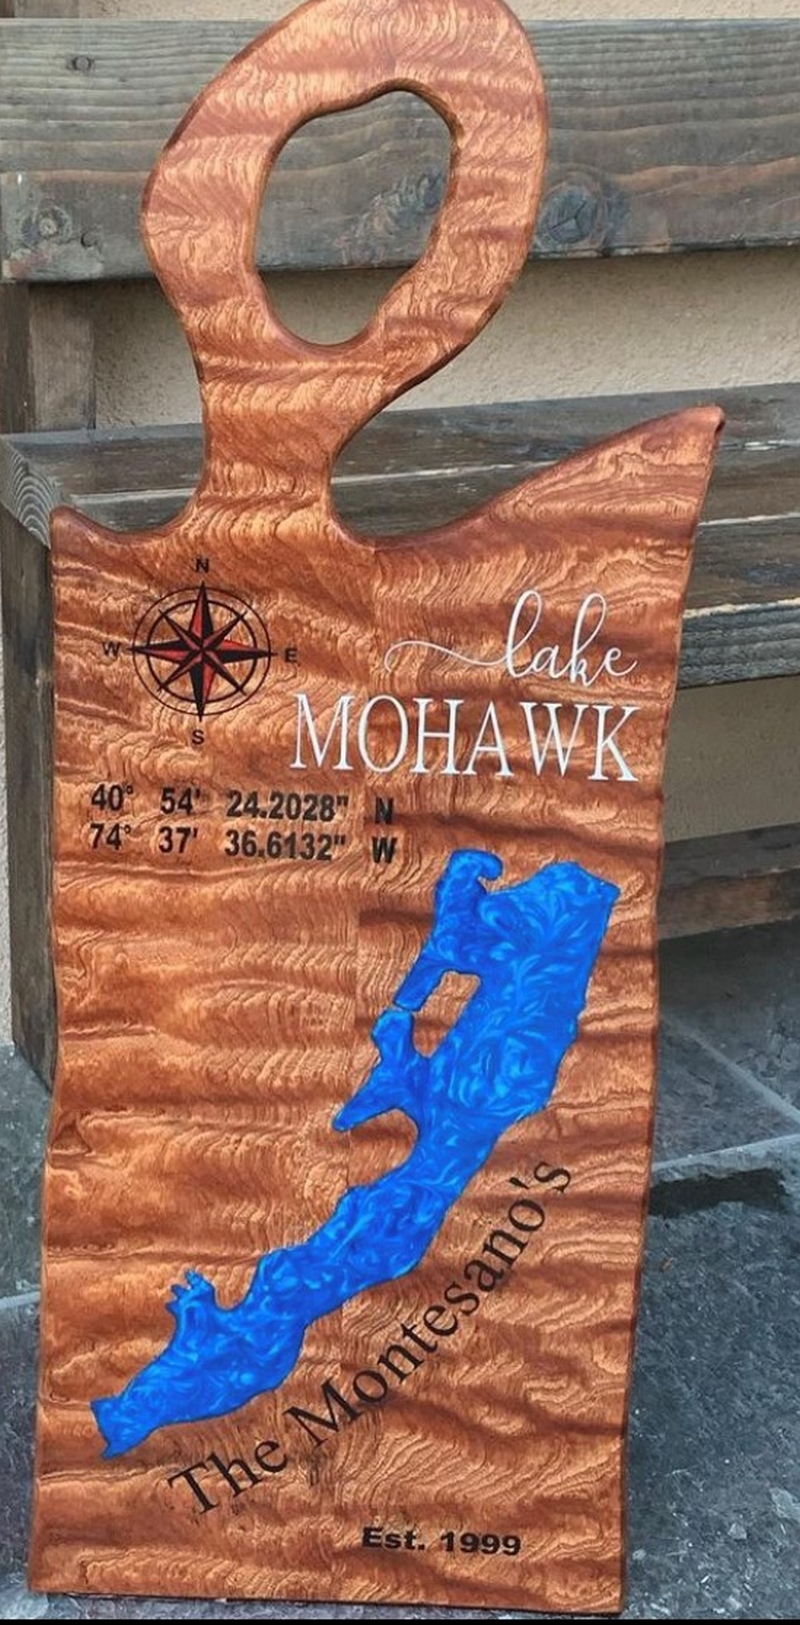 N
W E
S
lake
MOHAWK
40° 54' 24.2028" N
74° 37' 36.6132" W
The Montesano's
Est. 1999